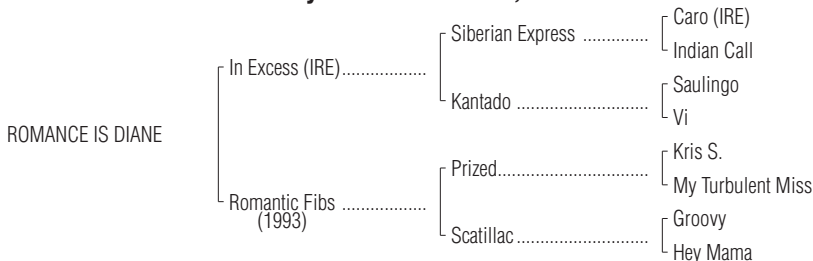 Caro (IRE)
Siberian Express ..............
Indian Call
In Excess (IRE)..................
Saulingo
Kantado ............................
Vi
ROMANCE IS DIANE
Kris S.
Prized................................
My Turbulent Miss
Romantic Fibs ..................
(1993)
Groovy
Scatillac............................
Hey Mama